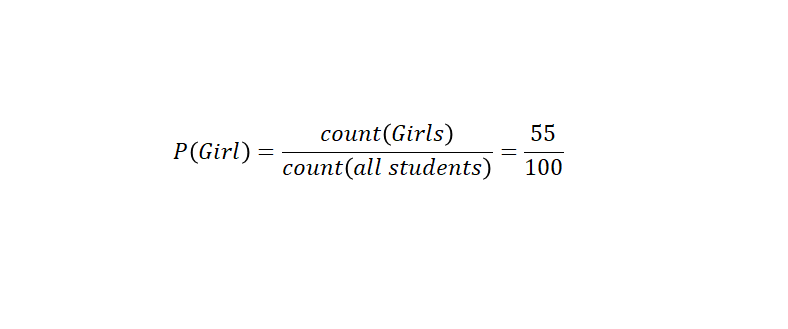 P(Girl) = count(Girls) / count(all students) = 55 / 100